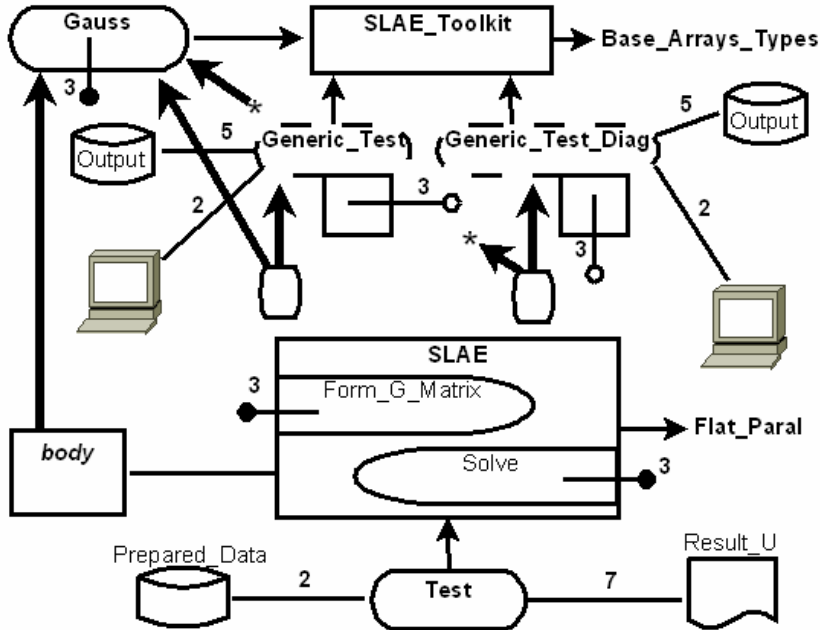 Gauss
SLAE_Toolkit
Base_Arrays_Types
3
*
5
Output
Generic_Test
Generic_Test_Diag
5
Output
2
3
2
*
3
SLAE
3
Form_G_Matrix
Flat_Paral
body
Solve
3
Prepared_Data
Result_U
2
Test
7